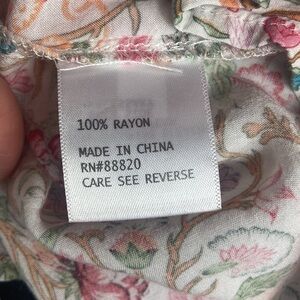 100% RAYON
MADE IN CHINA
RN#88820
CARE SEE REVERSE